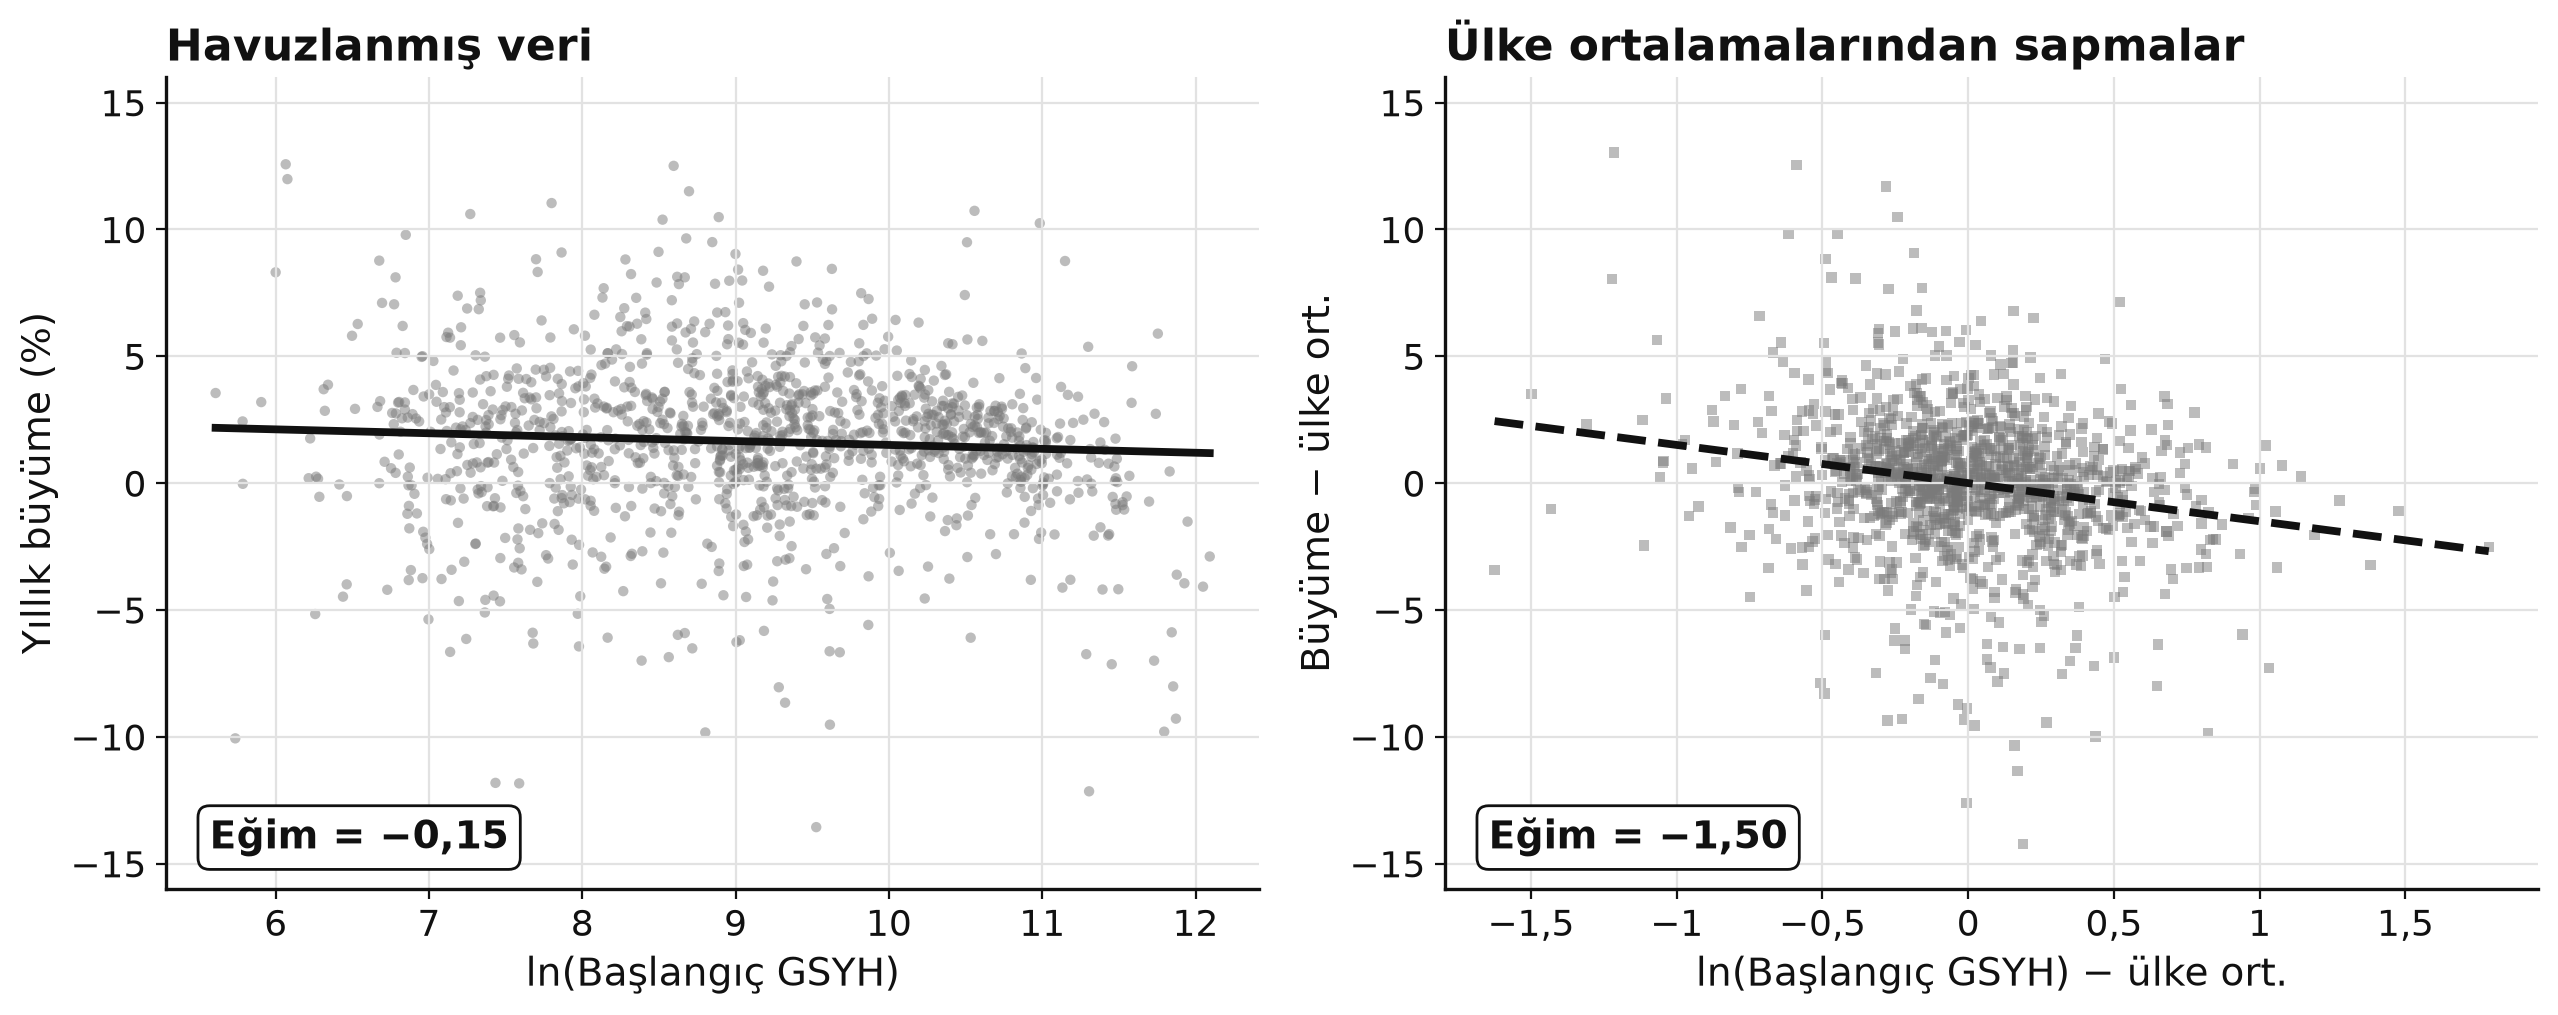 Havuzlanmış veri
15
10
5
0
−5
−10
−15
Yıllık büyüme (%)
Eğim = −0,15
6 7 8 9 10 11 12
ln(Başlangıç GSYH)
Ülke ortalamalarından sapmalar
15
10
5
0
−5
−10
−15
Büyüme − ülke ort.
Eğim = −1,50
−1,5 −1 −0,5 0 0,5 1 1,5
ln(Başlangıç GSYH) − ülke ort.